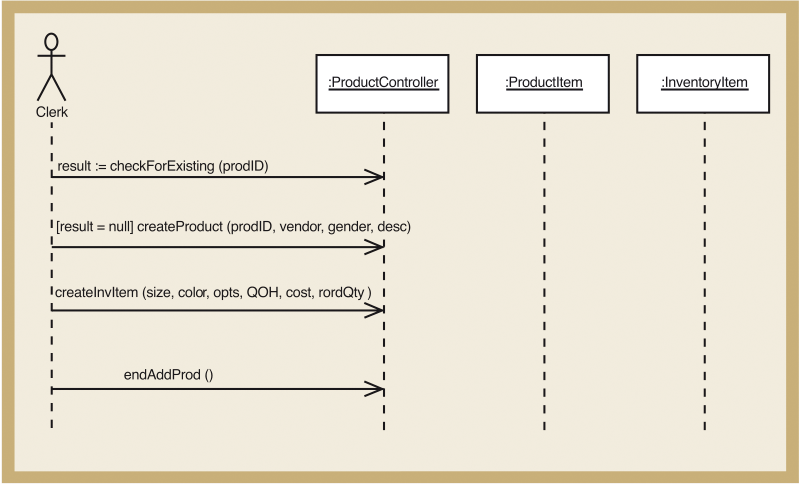 Clerk
:ProductController
:ProductItem
:InventoryItem
result := checkForExisting (prodID)
[result = null] createProduct (prodID, vendor, gender, desc)
createInvItem (size, color, opts, QOH, cost, rordQty )
endAddProd ()